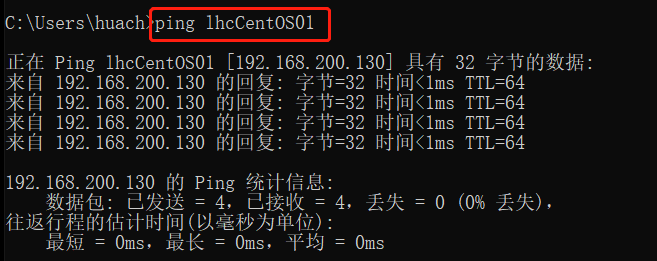 C:\Users\huach>ping lhcCentOS01
正在 Ping lhcCentOS01 [192.168.200.130] 具有 32 字节的数据:
来自 192.168.200.130 的回复: 字节=32 时间<1ms TTL=64
来自 192.168.200.130 的回复: 字节=32 时间<1ms TTL=64
来自 192.168.200.130 的回复: 字节=32 时间<1ms TTL=64
来自 192.168.200.130 的回复: 字节=32 时间<1ms TTL=64
192.168.200.130 的 Ping 统计信息:
数据包: 已发送 = 4，已接收 = 4，丢失 = 0 (0% 丢失)，
往返行程的估计时间(以毫秒为单位):
最短 = 0ms，最长 = 0ms，平均 = 0ms